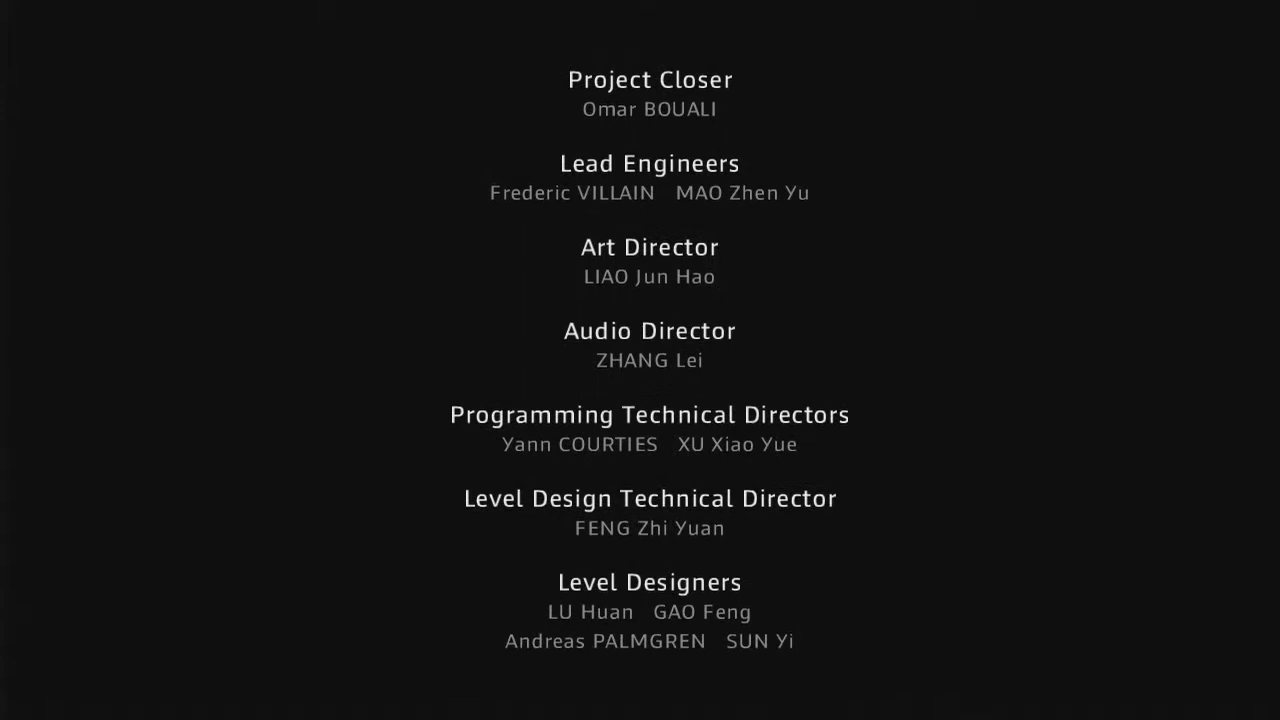 Project Closer
Omar BOUALI
Lead Engineers
Frederic VILLAIN MAO Zhen Yu
Art Director
LIAO Jun Hao
Audio Director
ZHANG Lei
Programming Technical Directors
Yann COURTIES XU Xiao Yue
Level Design Technical Director
FENG Zhi Yuan
Level Designers
LU Huan GAO Feng
Andreas PALMGREN SUN Yi